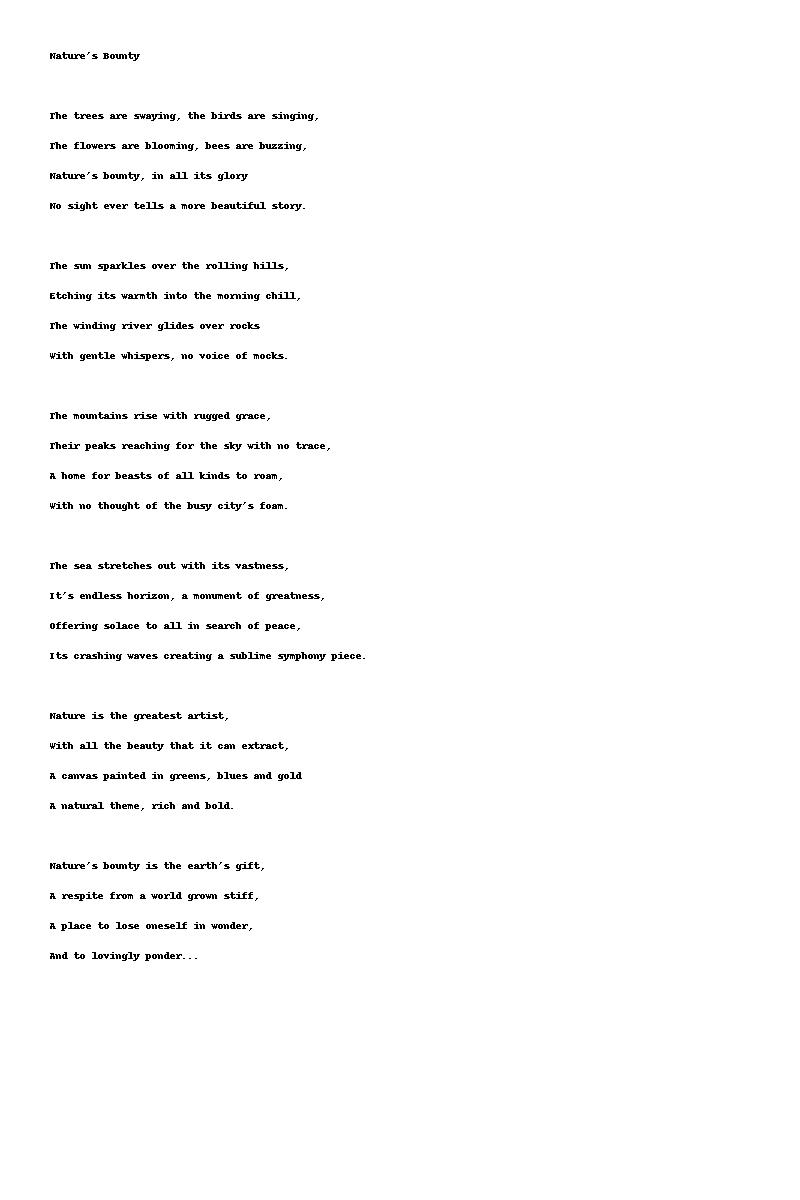 Nature's Bounty
The trees are swaying, the birds are singing,
The flowers are blooming, bees are buzzing,
Nature's bounty, in all its glory
No sight ever tells a more beautiful story.
The sun sparkles over the rolling hills,
Etching its warmth into the morning chill,
The winding river glides over rocks
With gentle whispers, no voice of mocks.
The mountains rise with rugged grace,
Their peaks reaching for the sky with no trace,
A home for beasts of all kinds to roam,
With no thought of the busy city's foam.
The sea stretches out with its vastness,
It's endless horizon, a monument of greatness,
Offering solace to all in search of peace,
Its crashing waves creating a sublime symphony piece.
Nature is the greatest artist,
With all the beauty that it can extract,
A canvas painted in greens, blues and gold
A natural theme, rich and bold.
Nature's bounty is the earth's gift,
A respite from a world grown stiff,
A place to lose oneself in wonder,
And to lovingly ponder...